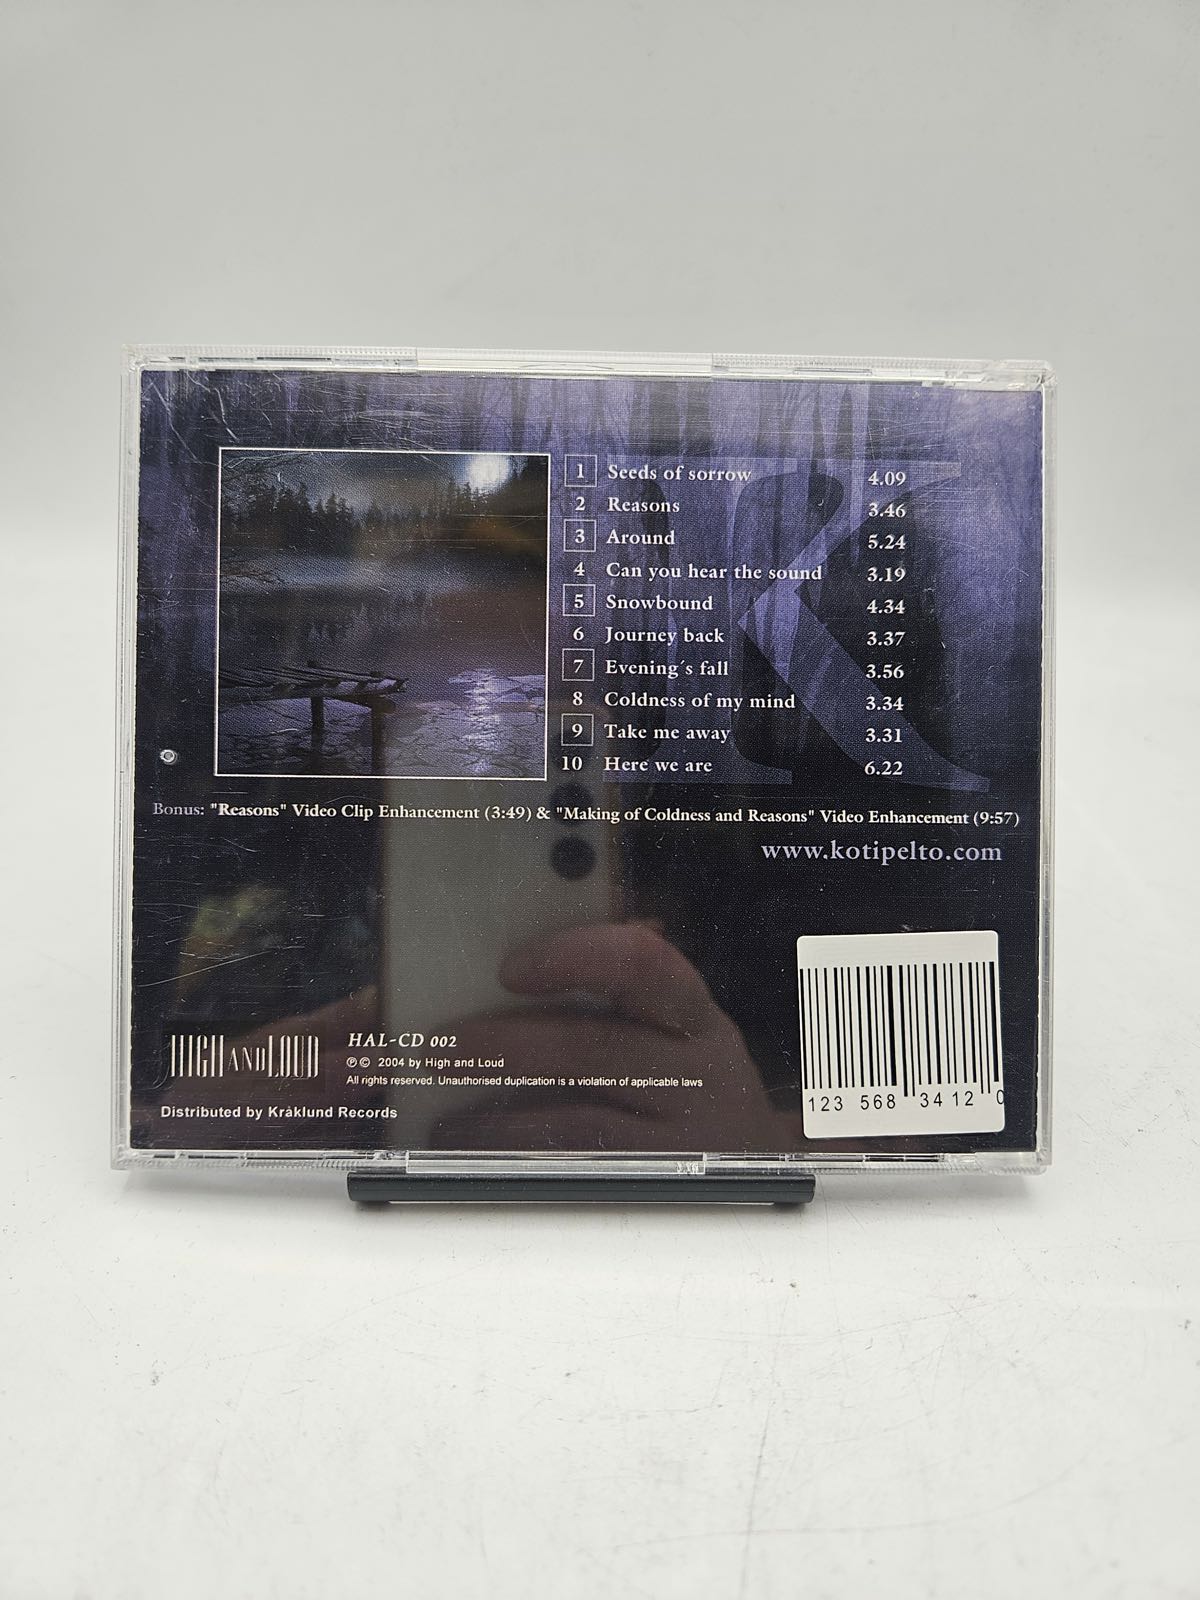 1 Seeds of sorrow 4.09
2 Reasons 3.46
3 Around 5.24
4 Can you hear the sound 3.19
5 Snowbound 4.34
6 Journey back 3.37
7 Evening´s fall 3.56
8 Coldness of my mind 3.34
9 Take me away 3.31
10 Here we are 6.22
Bonus: "Reasons" Video Clip Enhancement (3:49) & "Making of Coldness and Reasons" Video Enhancement (9:57)
www.kotipelto.com
HIGH AND LOUD
HAL-CD 002
℗© 2004 by High and Loud
All rights reserved. Unauthorised duplication is a violation of applicable laws
Distributed by Kråklund Records
123 568 34 12 0